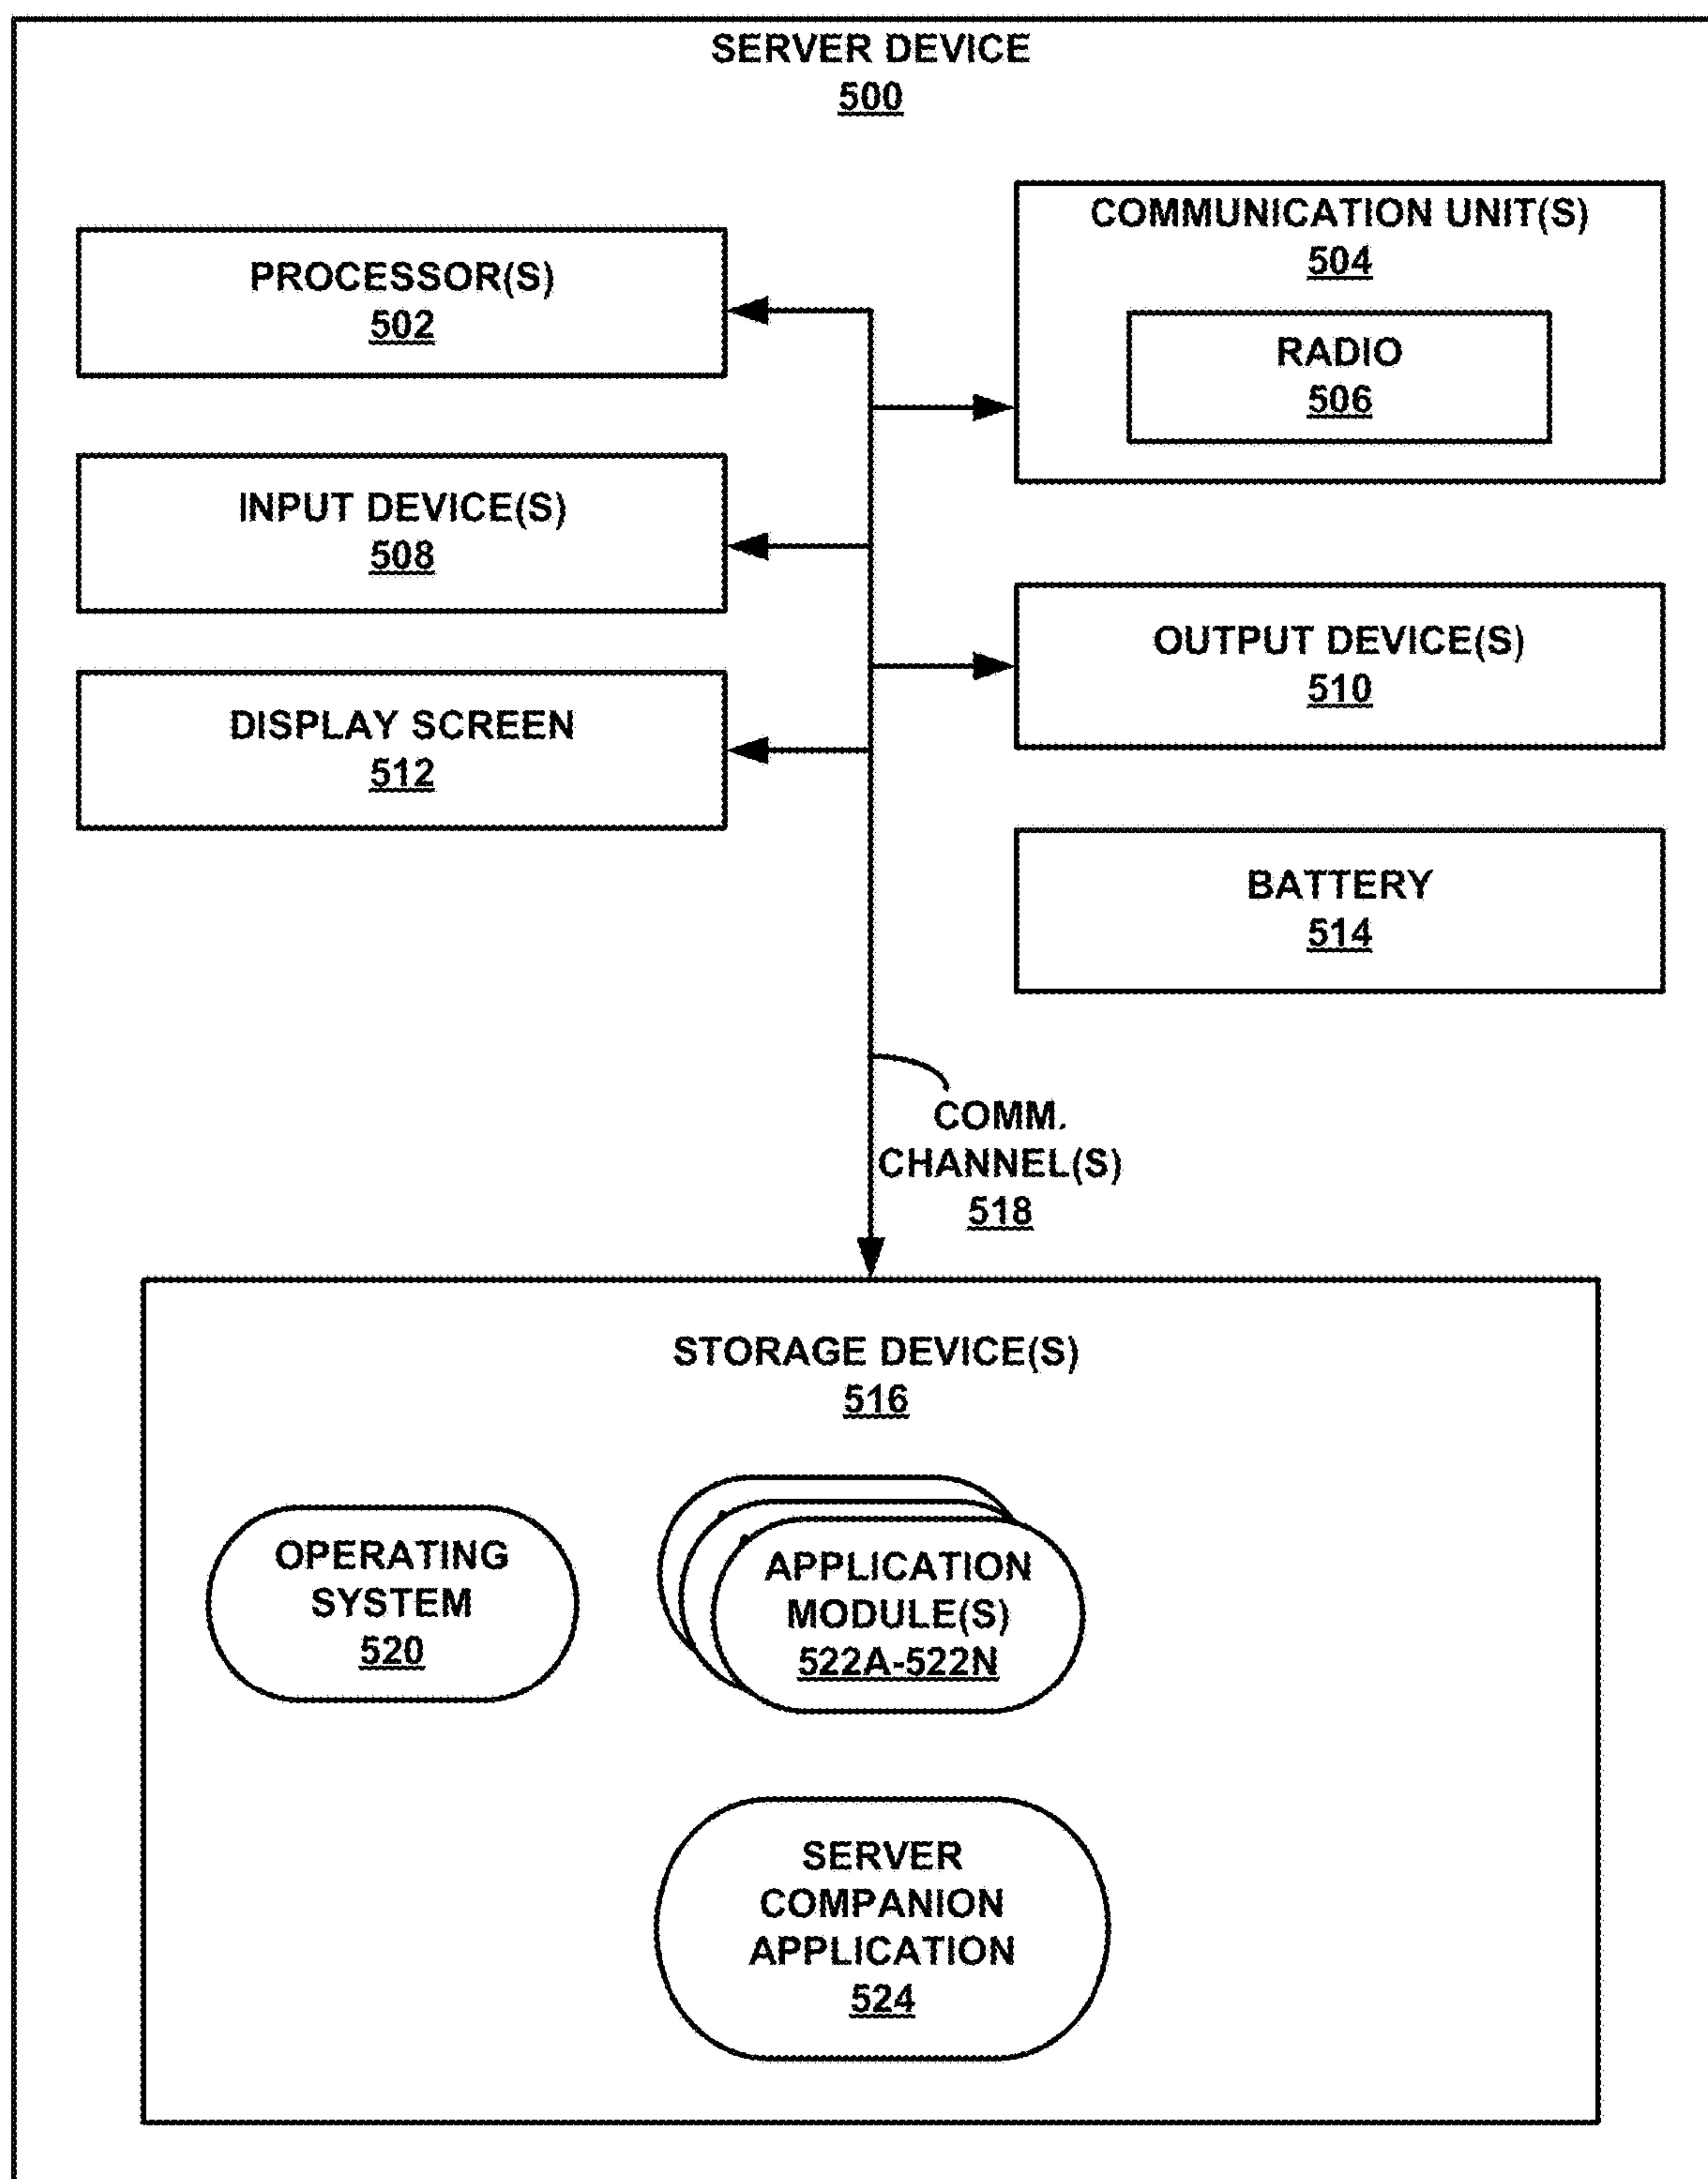 SERVER DEVICE
500
PROCESSOR(S)
502
COMMUNICATION UNIT(S)
504
RADIO
506
INPUT DEVICE(S)
508
OUTPUT DEVICE(S)
510
DISPLAY SCREEN
512
BATTERY
514
COMM.
CHANNEL(S)
518
STORAGE DEVICE(S)
516
OPERATING
SYSTEM
520
APPLICATION
MODULE(S)
522A-522N
SERVER
COMPANION
APPLICATION
524